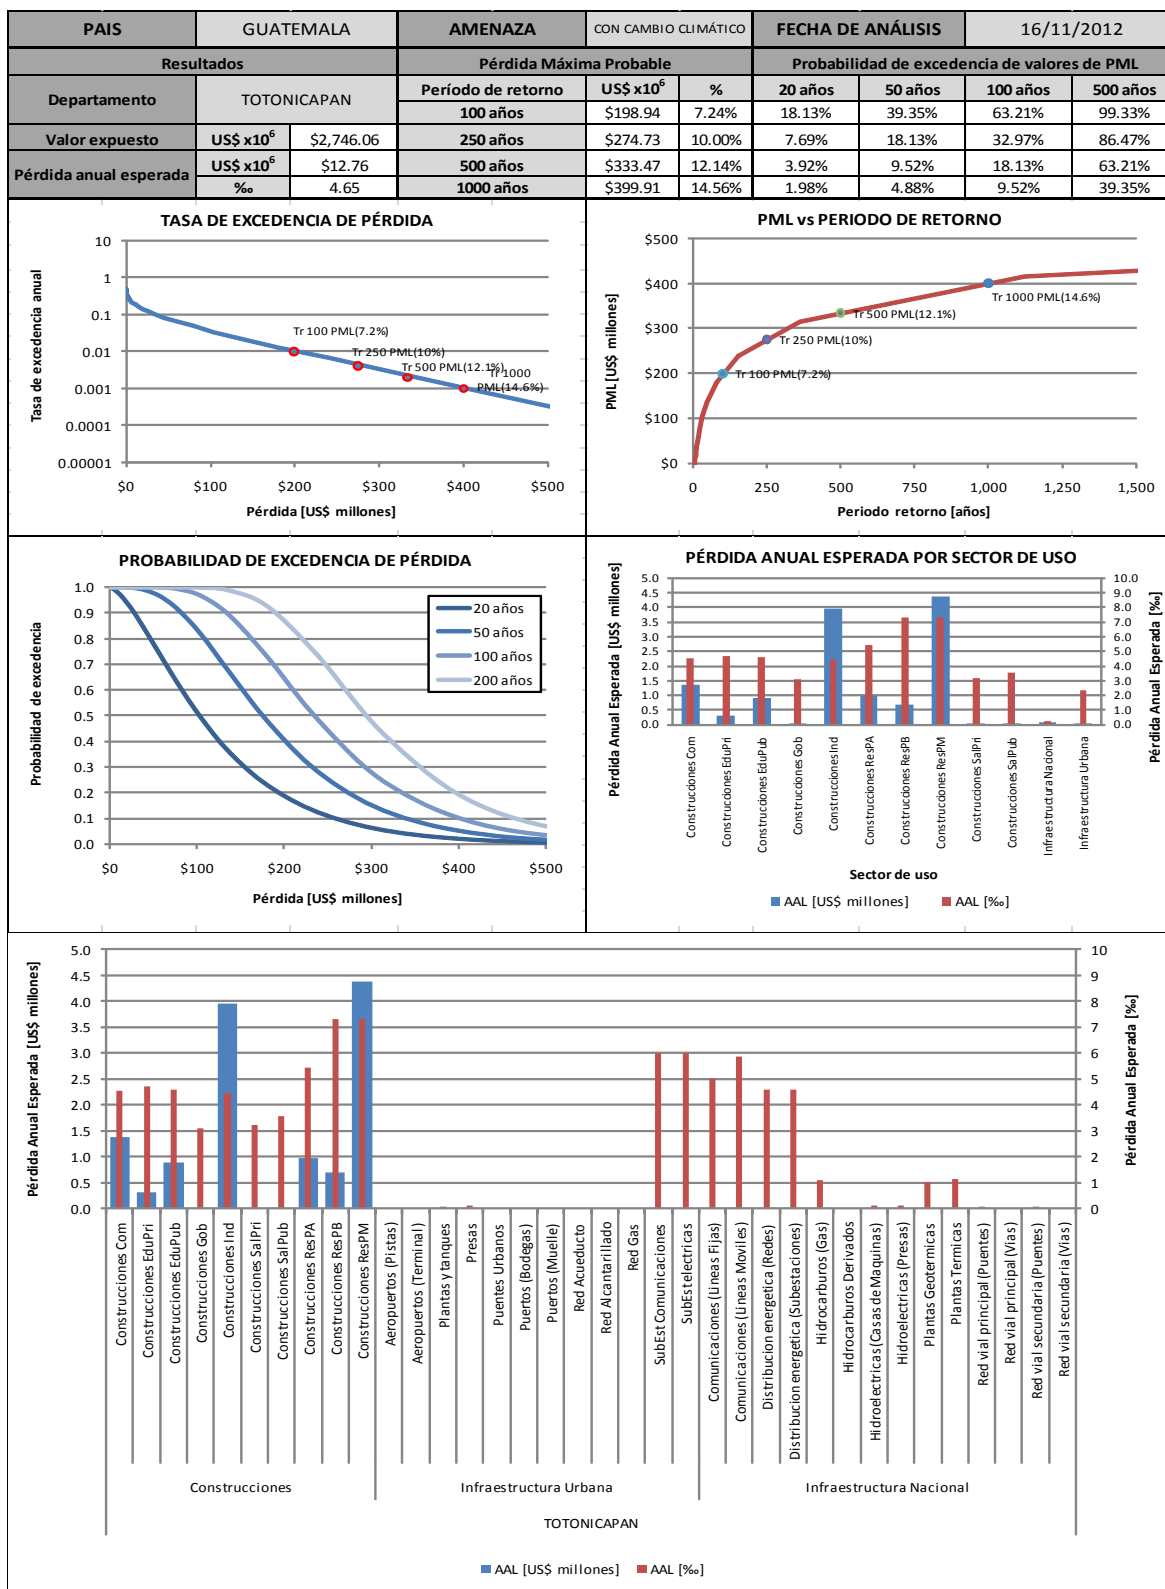 PAIS GUATEMALA AMENAZA CON CAMBIO CLIMÁTICO FECHA DE ANÁLISIS 16/11/2012
Resultados Pérdida Máxima Probable Probabilidad de excedencia de valores de PML
Departamento TOTONICAPAN Período de retorno US$ x10⁶ % 20 años 50 años 100 años 500 años
100 años $198.94 7.24% 18.13% 39.35% 63.21% 99.33%
Valor expuesto US$ x10⁶ $2,746.06 250 años $274.73 10.00% 7.69% 18.13% 32.97% 86.47%
Pérdida anual esperada US$ x10⁶ $12.76 500 años $333.47 12.14% 3.92% 9.52% 18.13% 63.21%
‰ 4.65 1000 años $399.91 14.56% 1.98% 4.88% 9.52% 39.35%
TASA DE EXCEDENCIA DE PÉRDIDA
Tasa de excedencia anual
10
1
0.1
0.01
0.001
0.0001
0.00001
Tr 100 PML(7.2%)
Tr 250 PML(10%)
Tr 500 PML(12.1%)
Tr 1000
PML(14.6%)
$0 $100 $200 $300 $400 $500
Pérdida [US$ millones]
PML vs PERIODO DE RETORNO
PML [US$ millones]
$500
$400
$300
$200
$100
$0
Tr 1000 PML(14.6%)
Tr 500 PML(12.1%)
Tr 250 PML(10%)
Tr 100 PML(7.2%)
0 250 500 750 1,000 1,250 1,500
Periodo retorno [años]
PROBABILIDAD DE EXCEDENCIA DE PÉRDIDA
Probabilidad de excedencia
1.0
0.9
0.8
0.7
0.6
0.5
0.4
0.3
0.2
0.1
0.0
20 años
50 años
100 años
200 años
$0 $100 $200 $300 $400 $500
Pérdida [US$ millones]
PÉRDIDA ANUAL ESPERADA POR SECTOR DE USO
Pérdida Anual Esperada [US$ millones]
5.0
4.5
4.0
3.5
3.0
2.5
2.0
1.5
1.0
0.5
0.0
10.0
9.0
8.0
7.0
6.0
5.0
4.0
3.0
2.0
1.0
0.0
Pérdida Anual Esperada [‰]
Construcciones Com
Construcciones EduPri
Construcciones EduPub
Construcciones Gob
Construcciones Ind
Construcciones ResPA
Construcciones ResPB
Construcciones ResPM
Construcciones SalPri
Construcciones SalPub
Infraestructura Nacional
Infraestructura Urbana
Sector de uso
AAL [US$ millones] AAL [‰]
Pérdida Anual Esperada [US$ millones]
5.0
4.5
4.0
3.5
3.0
2.5
2.0
1.5
1.0
0.5
0.0
10
9
8
7
6
5
4
3
2
1
0
Pérdida Anual Esperada [‰]
Construcciones Com
Construcciones EduPri
Construcciones EduPub
Construcciones Gob
Construcciones Ind
Construcciones SalPri
Construcciones SalPub
Construcciones ResPA
Construcciones ResPB
Construcciones ResPM
Aeropuertos (Pistas)
Aeropuertos (Terminal)
Plantas y tanques
Presas
Puentes Urbanos
Puertos (Bodegas)
Puertos (Muelle)
Red Acueducto
Red Alcantarillado
Red Gas
SubEst Comunicaciones
SubEst electricas
Comunicaciones (Lineas Fijas)
Comunicaciones (Lineas Moviles)
Distribucion energetica (Redes)
Distribucion energetica (Subestaciones)
Hidrocarburos (Gas)
Hidrocarburos Derivados
Hidroelectricas (Casas de Maquinas)
Hidroelectricas (Presas)
Plantas Geotermicas
Plantas Termicas
Red vial principal (Puentes)
Red vial principal (Vias)
Red vial secundaria (Puentes)
Red vial secundaria (Vias)
Construcciones Infraestructura Urbana Infraestructura Nacional
TOTONICAPAN
AAL [US$ millones] AAL [‰]